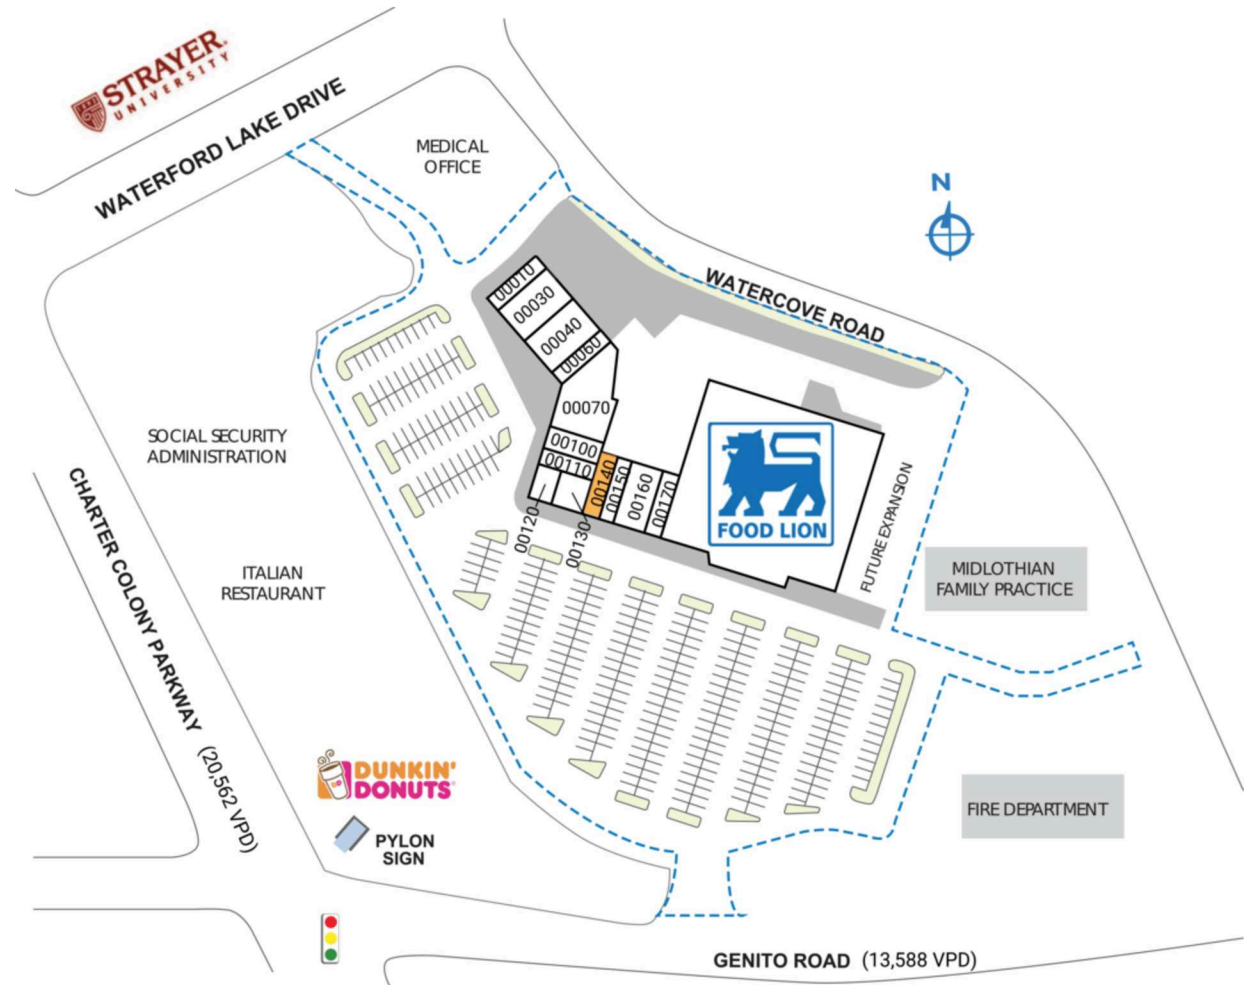 STRAYER
UNIVERSITY
WATERFORD LAKE DRIVE
MEDICAL
OFFICE
N
WATERCOVE ROAD
00010
00030
00040
00060
00070
00100
00110
00120
00130
00140
00150
00160
00170
FOOD LION
FUTURE EXPANSION
SOCIAL SECURITY
ADMINISTRATION
ITALIAN
RESTAURANT
CHARTER COLONY PARKWAY (20,562 VPD)
MIDLOTHIAN
FAMILY PRACTICE
FIRE DEPARTMENT
DUNKIN'
DONUTS
PYLON
SIGN
GENITO ROAD (13,588 VPD)